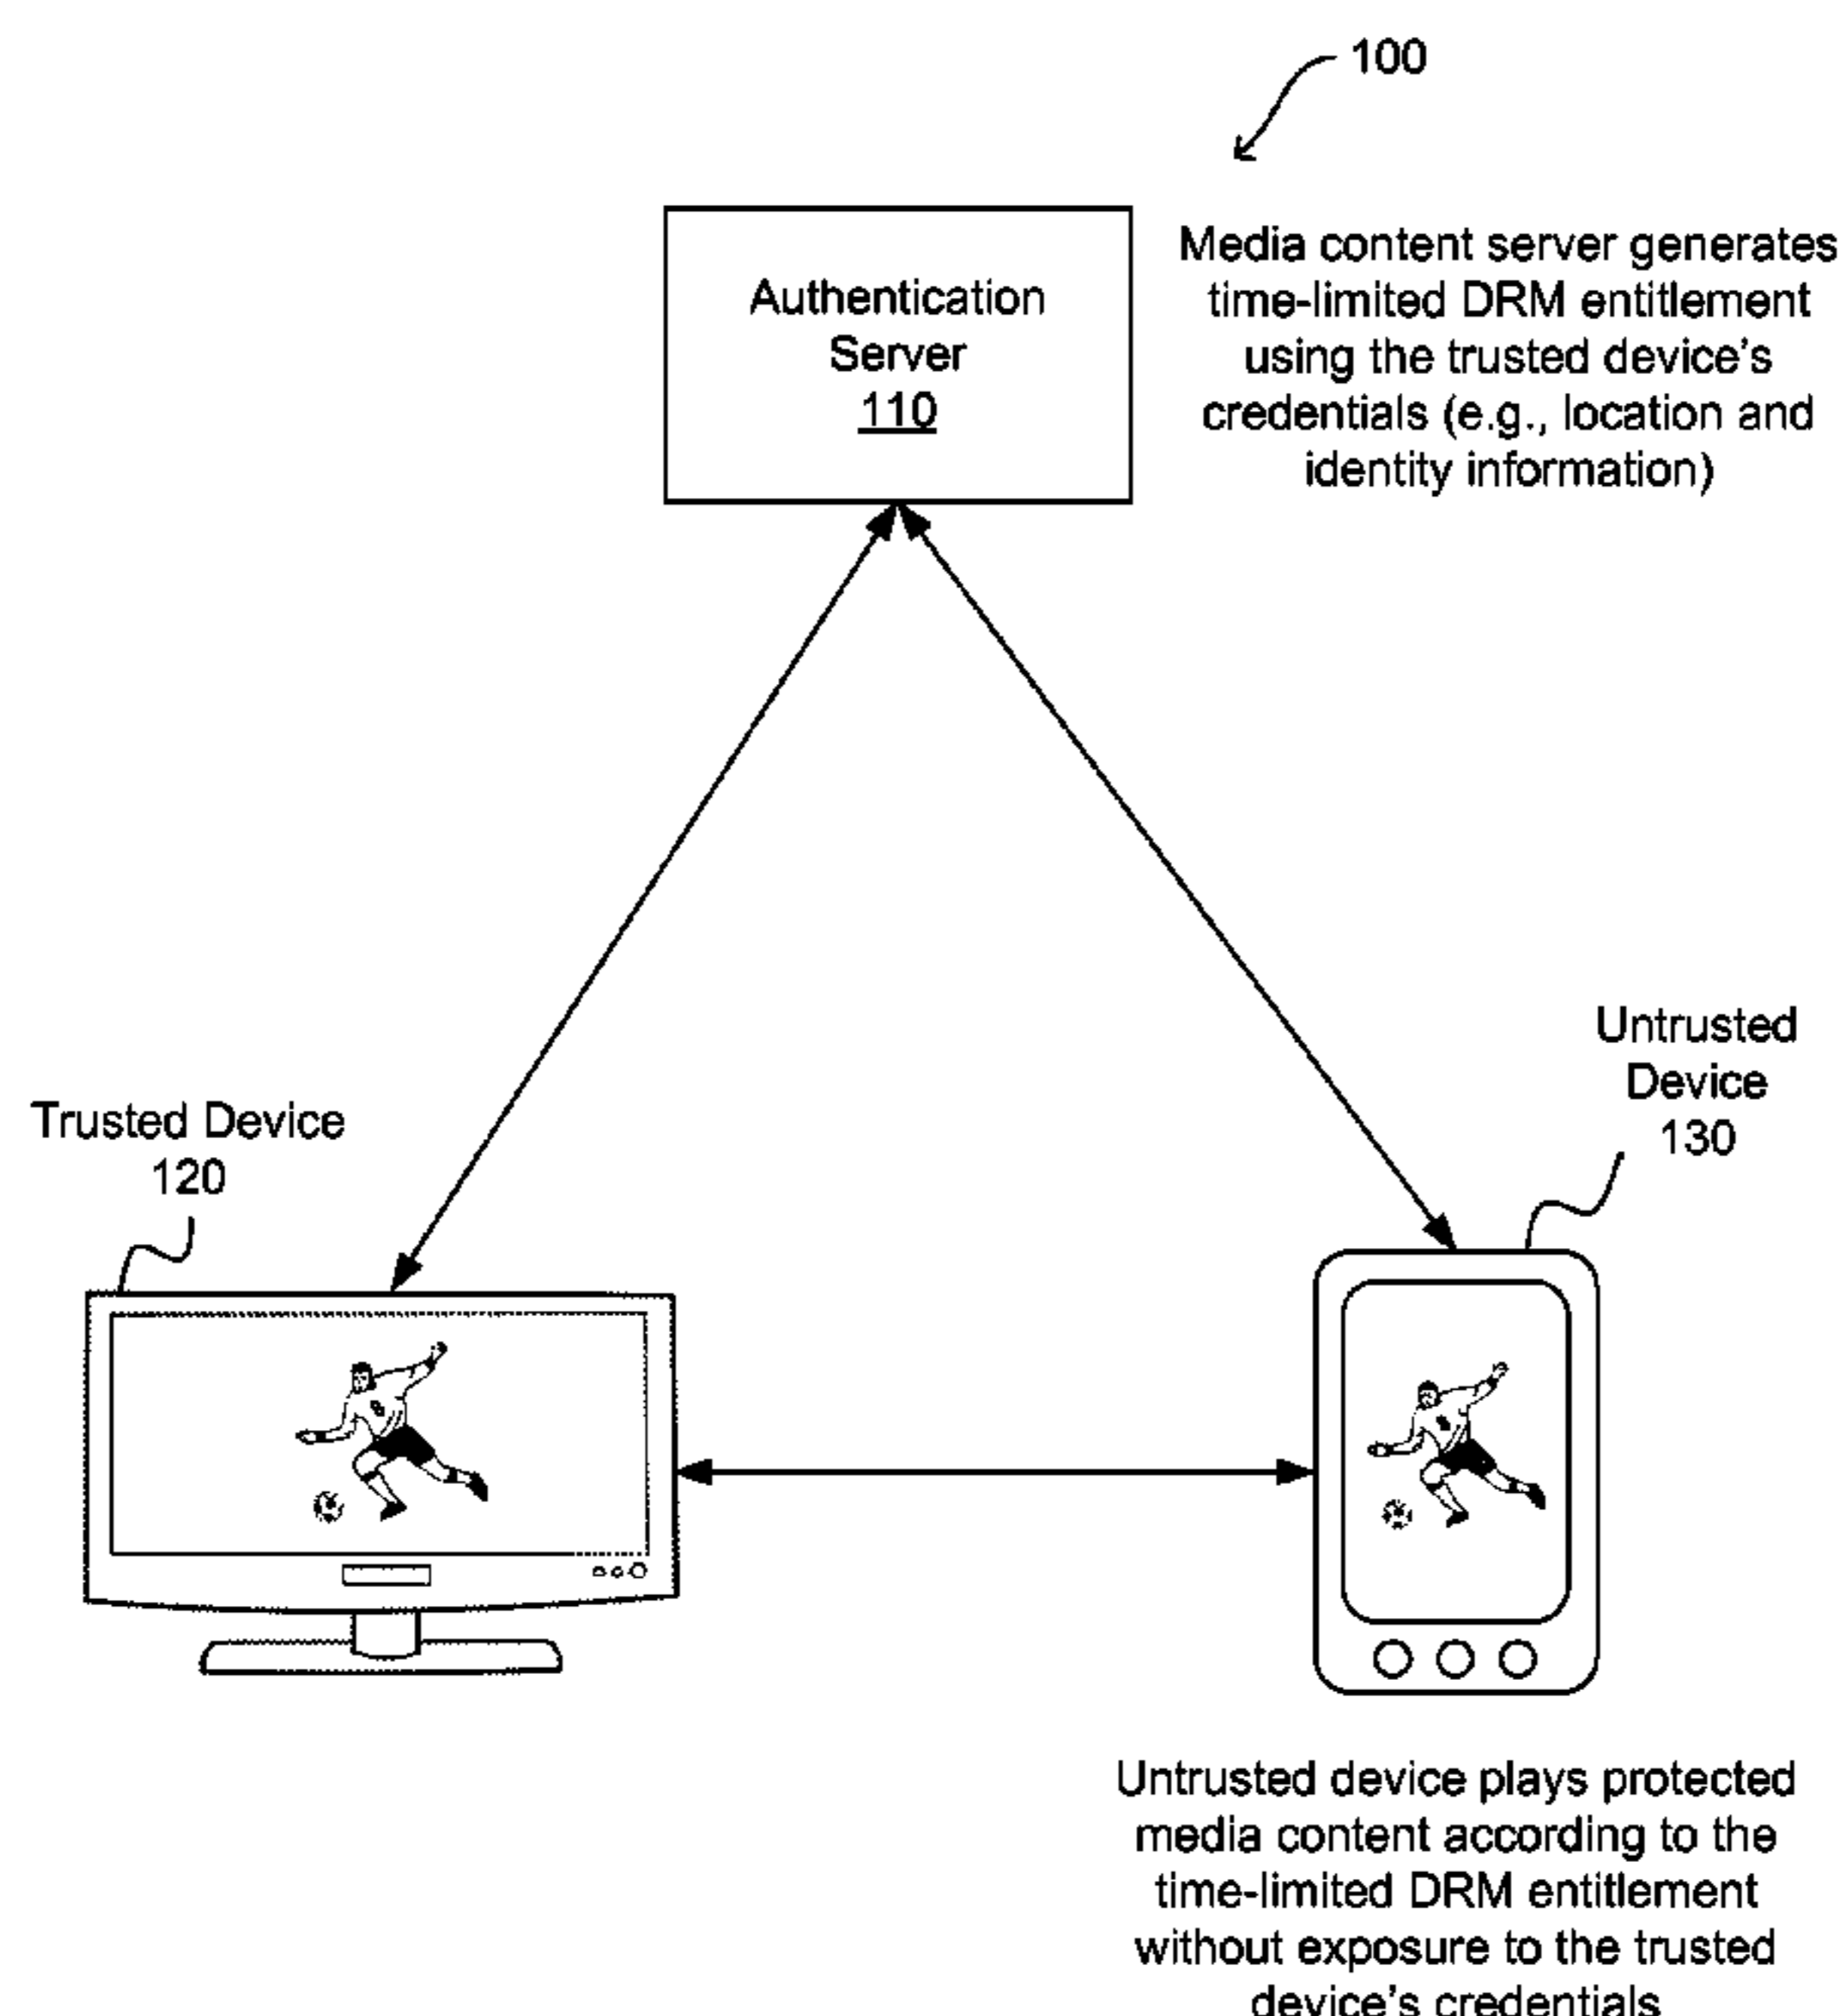 100
Authentication
Server
110
Media content server generates
time-limited DRM entitlement
using the trusted device's
credentials (e.g., location and
identity information)
Untrusted
Device
130
Trusted Device
120
Untrusted device plays protected
media content according to the
time-limited DRM entitlement
without exposure to the trusted
device's credentials